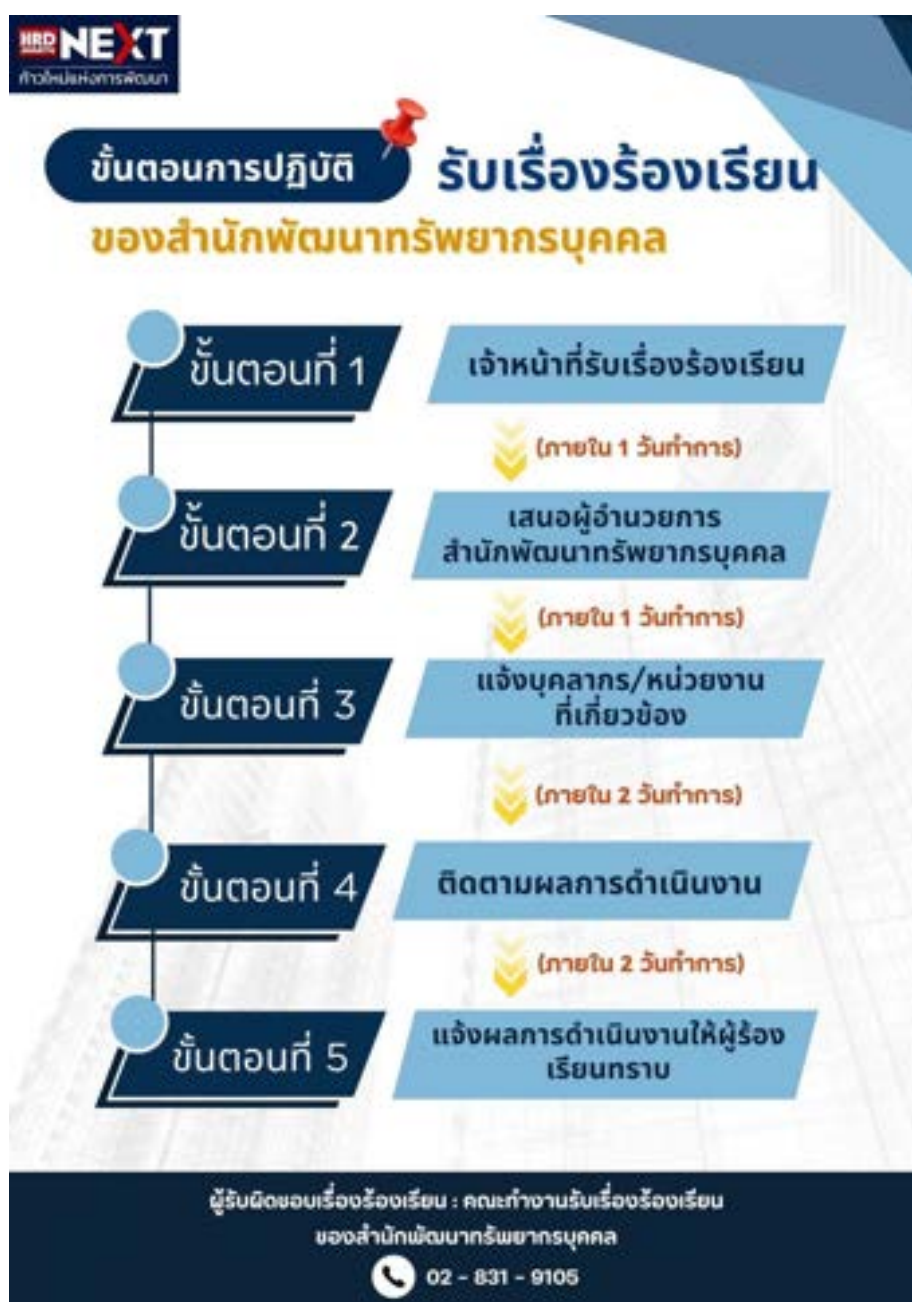 HRD
NEXT
ก้าวใหม่แห่งการพัฒนา
ขั้นตอนการปฏิบัติ รับเรื่องร้องเรียน
ของสำนักพัฒนาทรัพยากรบุคคล
ขั้นตอนที่ 1
เจ้าหน้าที่รับเรื่องร้องเรียน
(ภายใน 1 วันทำการ)
ขั้นตอนที่ 2
เสนอผู้อำนวยการ
สำนักพัฒนาทรัพยากรบุคคล
(ภายใน 1 วันทำการ)
ขั้นตอนที่ 3
แจ้งบุคลากร/หน่วยงาน
ที่เกี่ยวข้อง
(ภายใน 2 วันทำการ)
ขั้นตอนที่ 4
ติดตามผลการดำเนินงาน
(ภายใน 2 วันทำการ)
ขั้นตอนที่ 5
แจ้งผลการดำเนินงานให้ผู้ร้อง
เรียนทราบ
ผู้รับผิดชอบเรื่องร้องเรียน : คณะทำงานรับเรื่องร้องเรียน
ของสำนักพัฒนาทรัพยากรบุคคล
02 - 831 - 9105